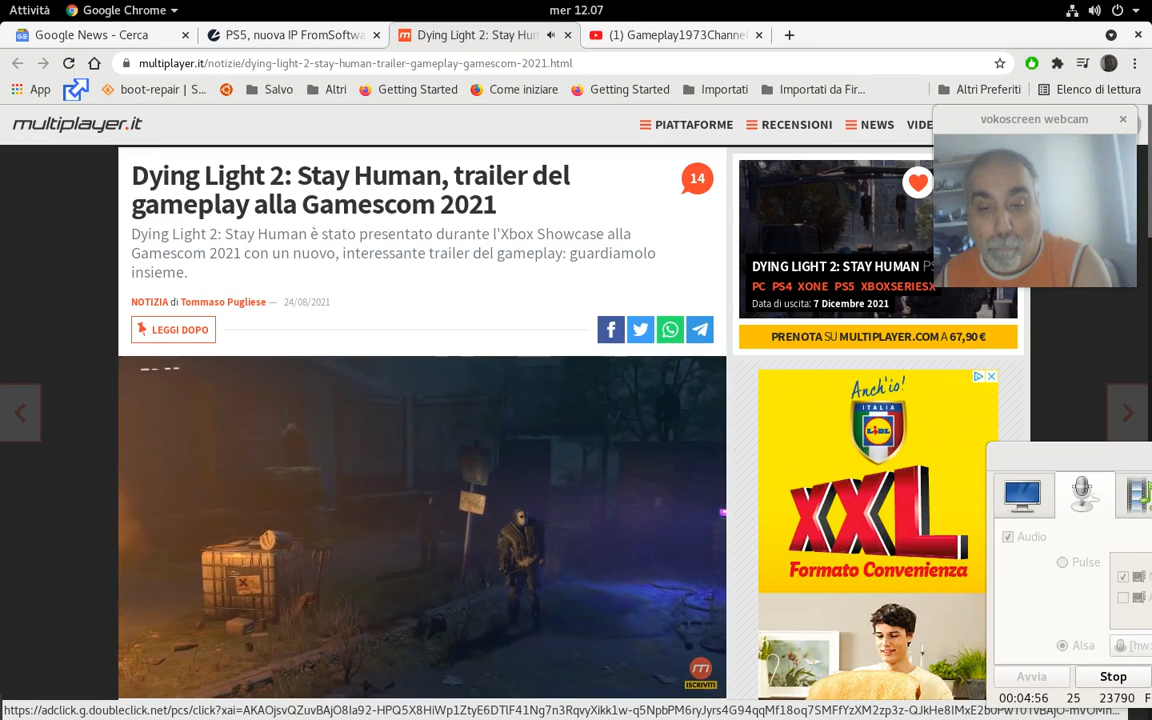 Attività
Google Chrome
mer 12.07
Google News - Cerca
PS5, nuova IP FromSoftwa
Dying Light 2: Stay Hum
(1) Gameplay1973Channe
multiplayer.it/notizie/dying-light-2-stay-human-trailer-gameplay-gamescom-2021.html
App
boot-repair | S...
Salvo
Altri
Getting Started
Come iniziare
Getting Started
Importati
Importati da Fir...
Altri Preferiti
Elenco di lettura
multiplayer.it
PIATTAFORME
RECENSIONI
NEWS
VIDE
vokoscreen webcam
Dying Light 2: Stay Human, trailer del
gameplay alla Gamescom 2021
14
Dying Light 2: Stay Human è stato presentato durante l'Xbox Showcase alla
Gamescom 2021 con un nuovo, interessante trailer del gameplay: guardiamolo
insieme.
NOTIZIA di Tommaso Pugliese — 24/08/2021
LEGGI DOPO
DYING LIGHT 2: STAY HUMAN
PC PS4 XONE PS5 XBOXSERIESX
Data di uscita: 7 Dicembre 2021
PRENOTA SU MULTIPLAYER.COM A 67,90 €
Anch'io!
ITALIA
LIDL
XXL
Formato Convenienza
ISCRIVITI
Audio
Pulse
Alsa
[hw:
Avvia
Stop
00:04:56
25
23790
F